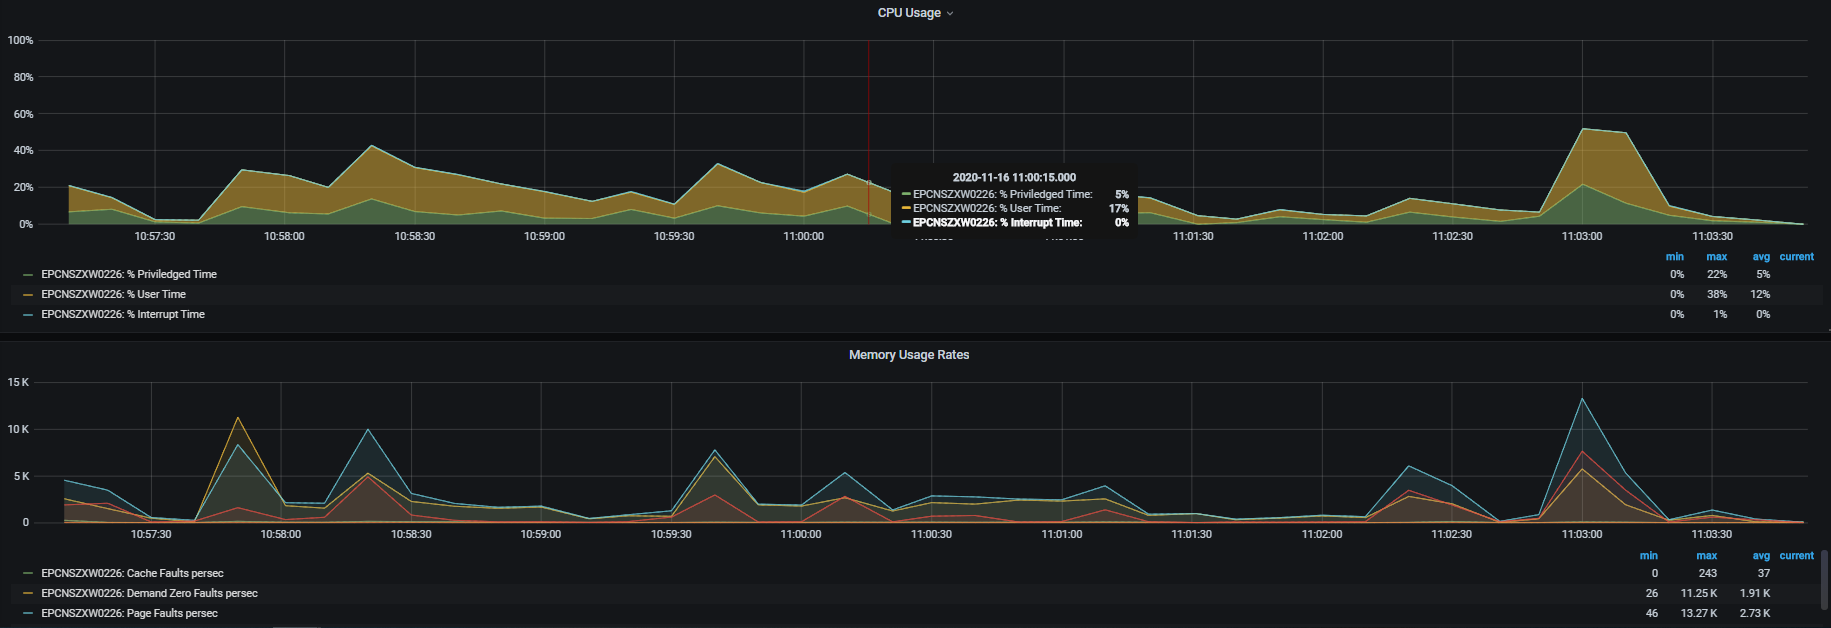 CPU Usage
100%
80%
60%
40%
20%
0%
2020-11-16 11:00:15.000
EPCNSZXW0226: % Priviledged Time: 5%
EPCNSZXW0226: % User Time: 17%
EPCNSZXW0226: % Interrupt Time: 0%
10:57:30 10:58:00 10:58:30 10:59:00 10:59:30 11:00:00 11:01:30 11:02:00 11:02:30 11:03:00 11:03:30
min max avg current
EPCNSZXW0226: % Priviledged Time 0% 22% 5%
EPCNSZXW0226: % User Time 0% 38% 12%
EPCNSZXW0226: % Interrupt Time 0% 1% 0%
Memory Usage Rates
15 K
10 K
5 K
0
10:57:30 10:58:00 10:58:30 10:59:00 10:59:30 11:00:00 11:00:30 11:01:00 11:01:30 11:02:00 11:02:30 11:03:00 11:03:30
min max avg current
EPCNSZXW0226: Cache Faults persec 0 243 37
EPCNSZXW0226: Demand Zero Faults persec 26 11.25 K 1.91 K
EPCNSZXW0226: Page Faults persec 46 13.27 K 2.73 K